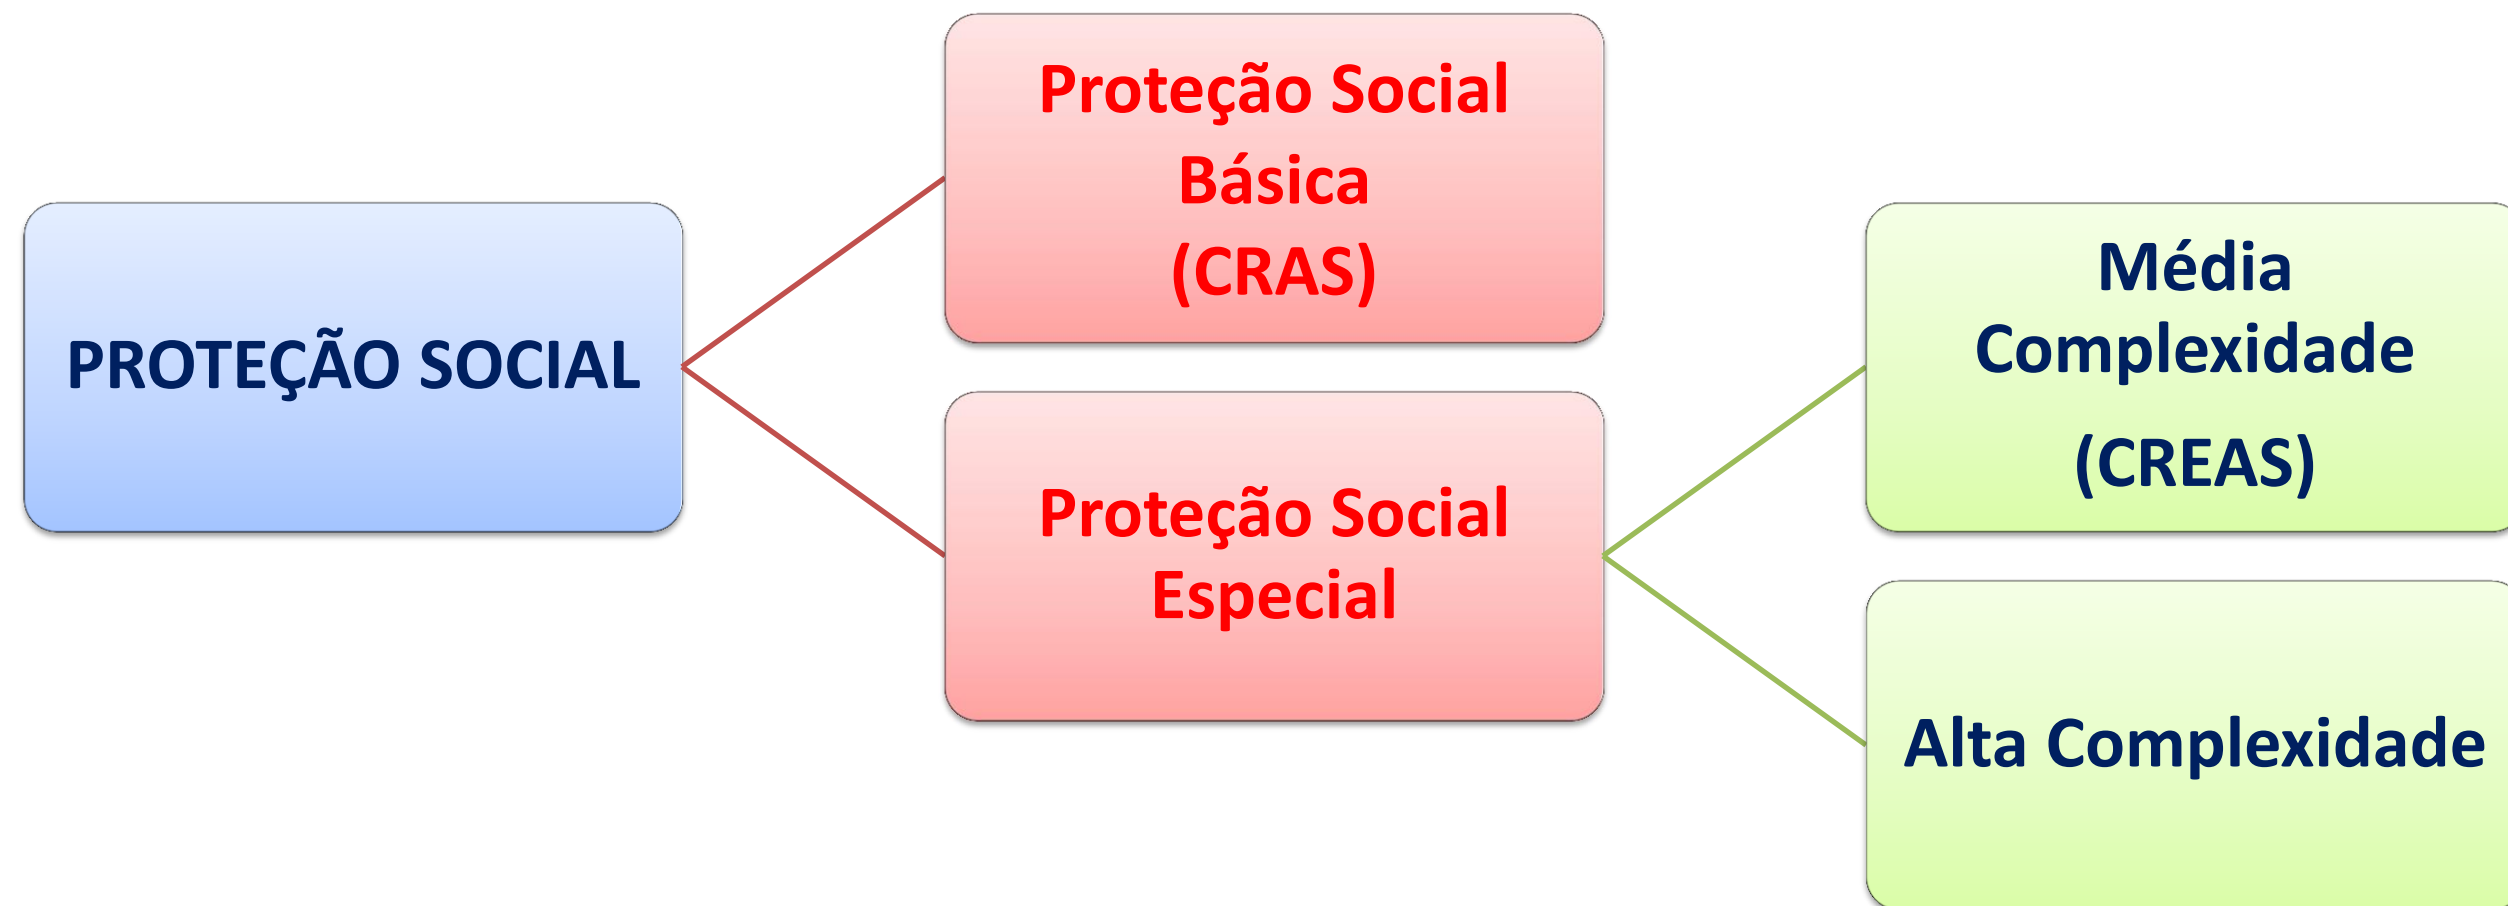 PROTEÇÃO SOCIAL
Proteção Social
Básica
(CRAS)
Proteção Social
Especial
Média
Complexidade
(CREAS)
Alta Complexidade